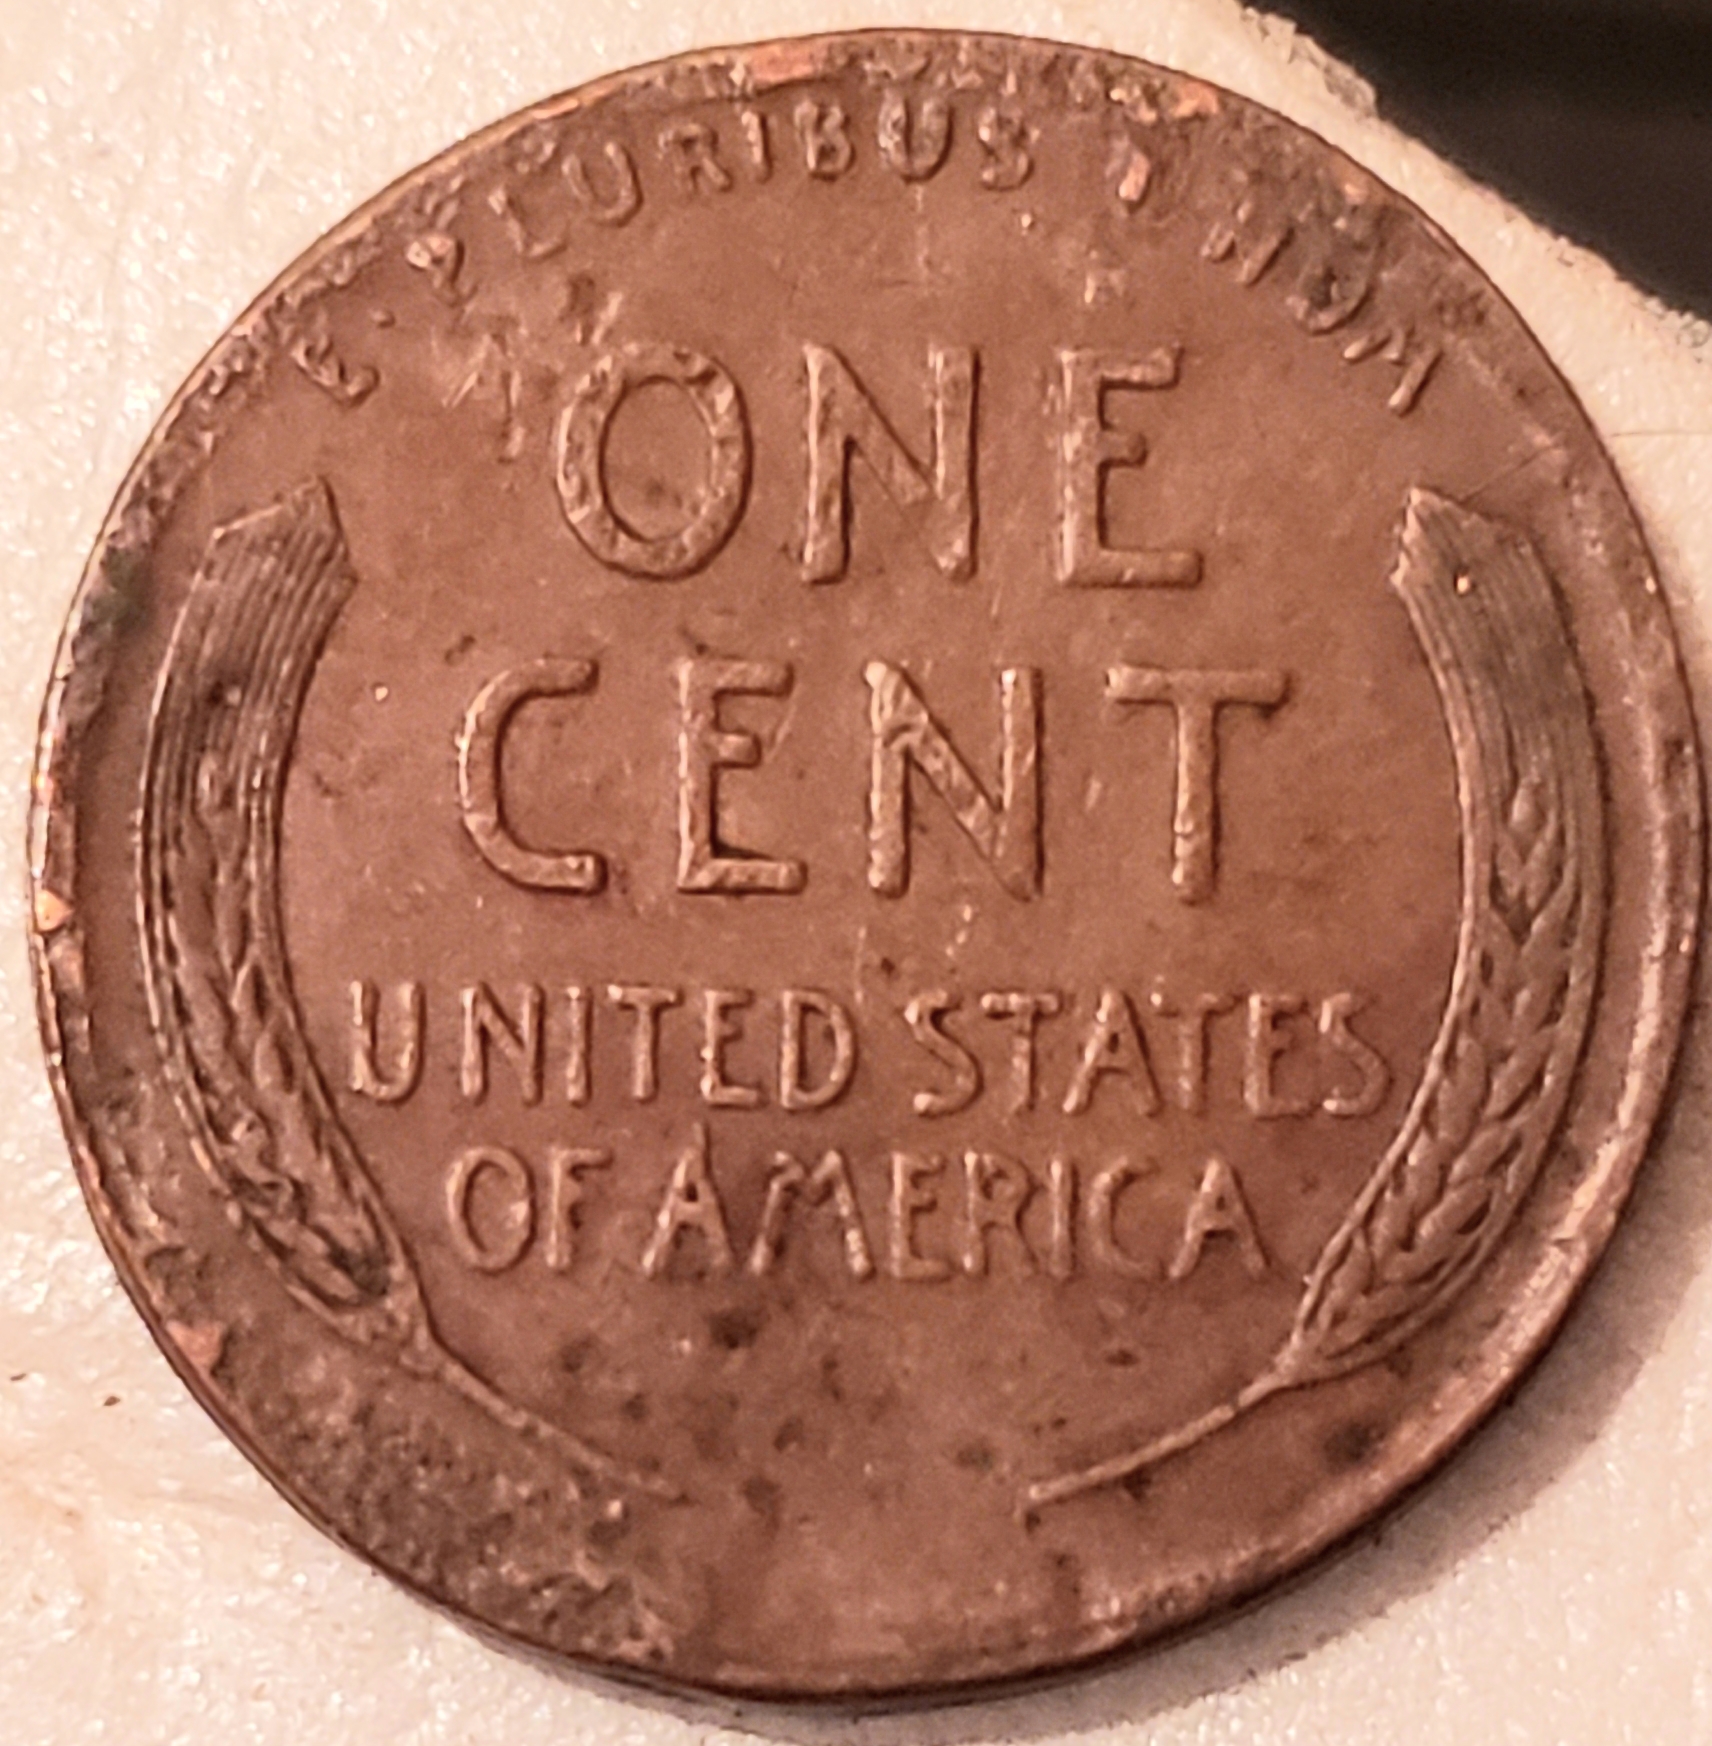 E · PLURIBUS UNUM
ONE
CENT
UNITED STATES
OF AMERICA